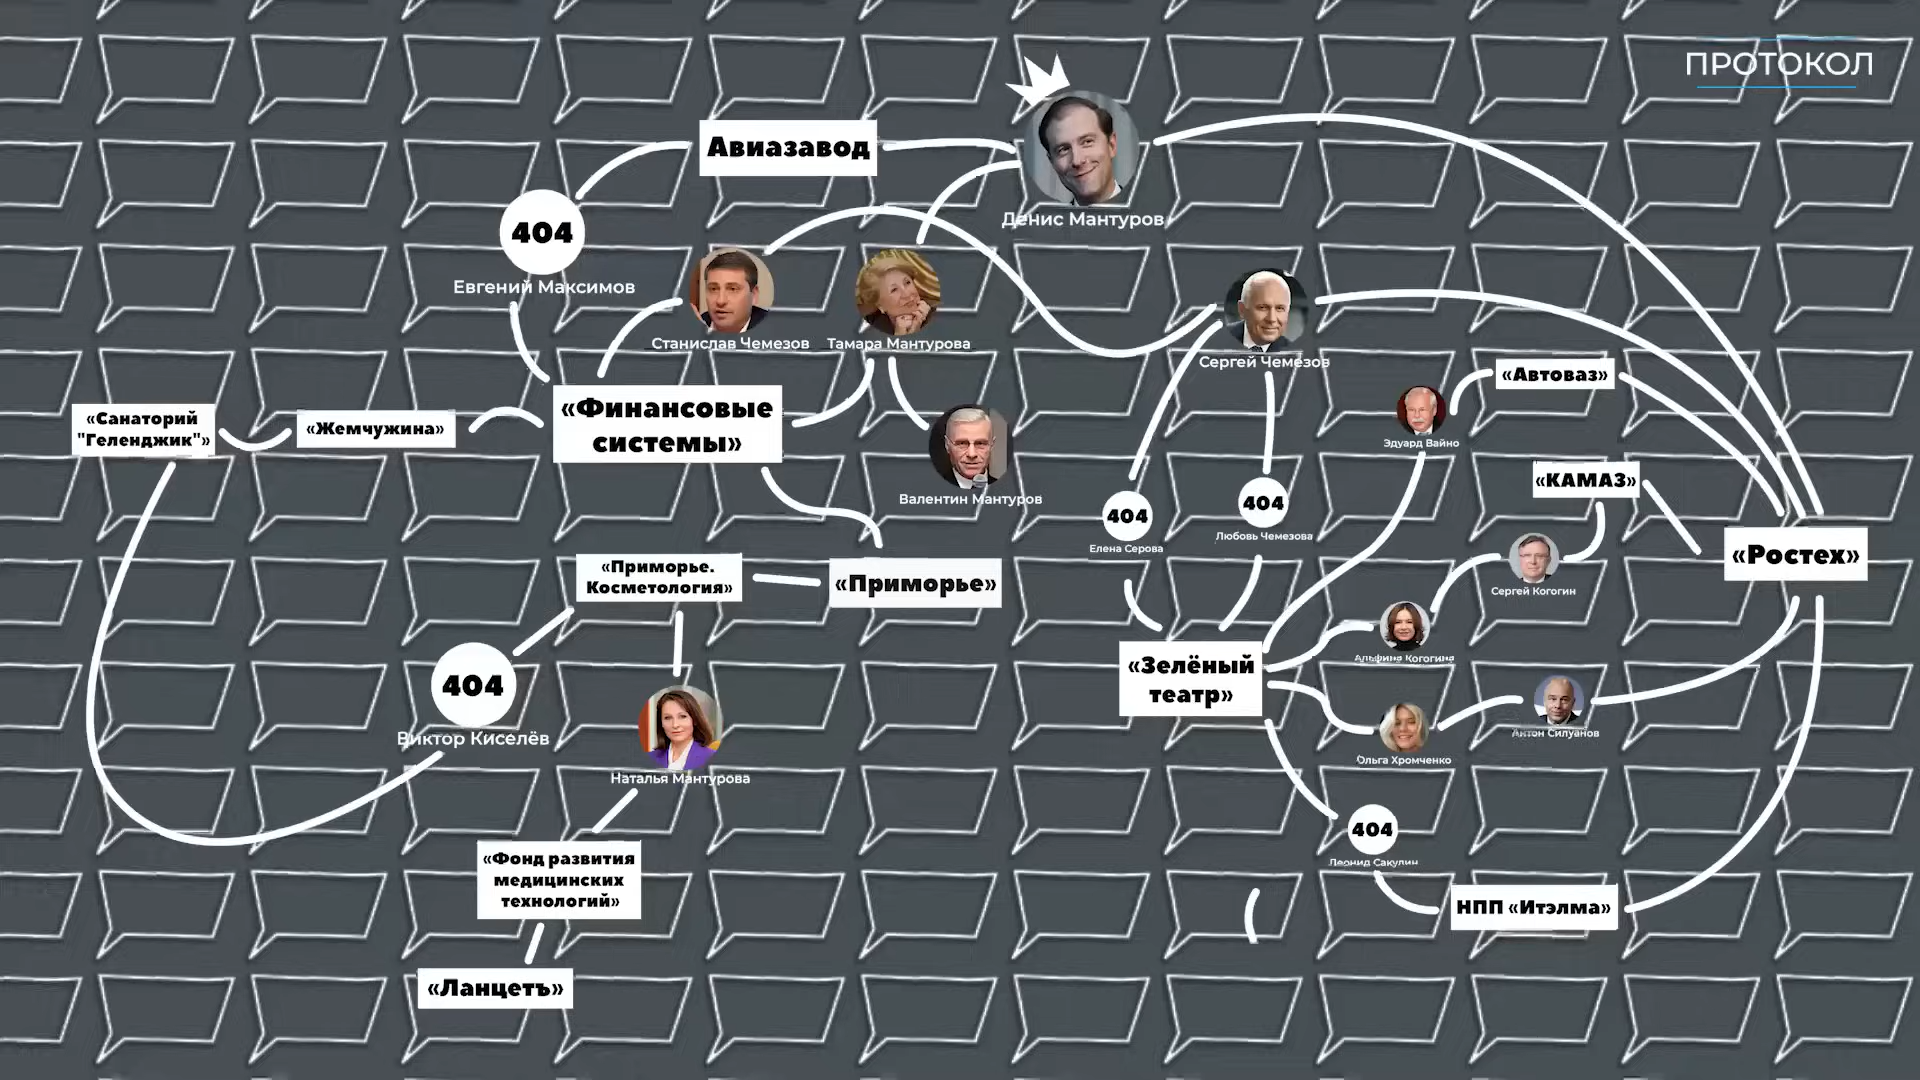 ПРОТОКОЛ
Авиазавод
Денис Мантуров
404
Евгений Максимов
Станислав Чемезов
Тамара Мантурова
Сергей Чемезов
«Автоваз»
Эдуард Вайно
«Санаторий
"Геленджик"»
«Жемчужина»
«Финансовые
системы»
Валентин Мантуров
«КАМАЗ»
404
Елена Серова
404
Любовь Чемезова
«Ростех»
Сергей Когогин
«Приморье.
Косметология»
«Приморье»
Альфина Когогина
«Зелёный
театр»
404
Виктор Киселёв
Наталья Мантурова
Антон Силуанов
Ольга Хромченко
404
Леонид Сакулин
«Фонд развития
медицинских
технологий»
НПП «Итэлма»
«Ланцетъ»